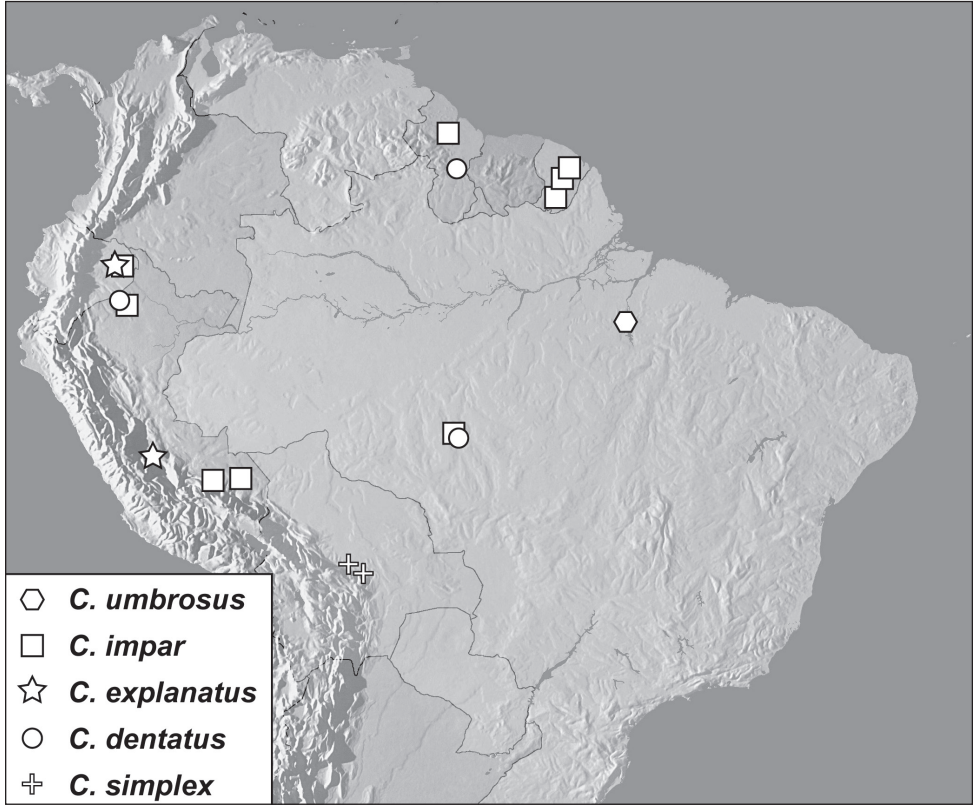 C. umbrosus
C. impar
C. explanatus
C. dentatus
C. simplex